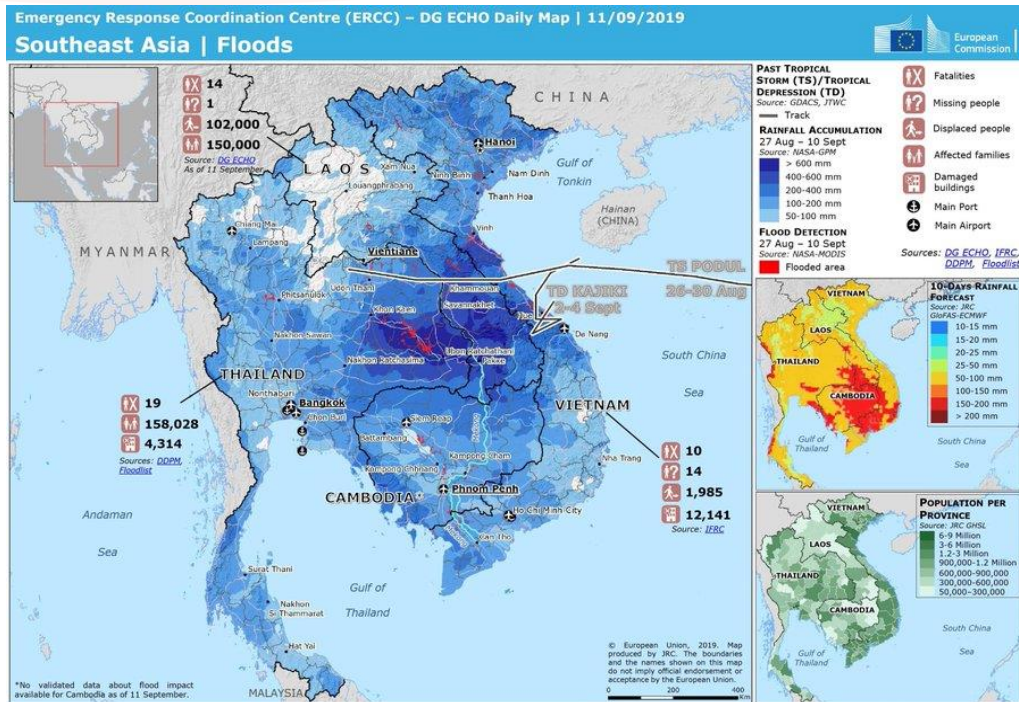 Emergency Response Coordination Centre (ERCC) – DG ECHO Daily Map | 11/09/2019
Southeast Asia | Floods
European
Commission
14
1
102,000
150,000
Source: DG ECHO
As of 11 September
CHINA
Hanoi
Gulf of
Tonkin
LAOS
Xam Nua
Ninh Binh
Nam Dinh
Louangphrabang
Thanh Hoa
Hainan
(CHINA)
MYANMAR
Chiang Mai
Lampang
Vinh
Vientiane
TS PODUL
26-30 Aug
Udon Thani
Khammouan
TD KAJIKI
2-4 Sept
Phitsanulok
Khon Kaen
Savannakhet
Hue
Da Nang
Nakhon Sawan
Nakhon Ratchasima
Ubon Ratchathani
Pakse
South China
Sea
THAILAND
Nonthaburi
Bangkok
Chon Buri
Siem Reap
VIETNAM
Battambang
Mekong
19
158,028
4,314
Sources: DDPM,
Floodlist
Kampong Cham
Kampong Chhnang
Nha Trang
10
14
1,985
12,141
Source: IFRC
CAMBODIA
Phnom Penh
Ho Chi Minh City
Mekong
Can Tho
Andaman
Sea
Gulf of
Thailand
Surat Thani
Nakhon
Si Thammarat
Hat Yai
MALAYSIA
*No validated data about flood impact
available for Cambodia as of 11 September.
© European Union, 2019. Map
produced by JRC. The boundaries
and the names shown on this map
do not imply official endorsement or
acceptance by the European Union.
0 100 200 400
Km
PAST TROPICAL
STORM (TS)/TROPICAL
DEPRESSION (TD)
Source: GDACS, JTWC
Track
RAINFALL ACCUMULATION
27 Aug – 10 Sept
Source: NASA-GPM
> 600 mm
400-600 mm
200-400 mm
100-200 mm
50-100 mm
FLOOD DETECTION
27 Aug – 10 Sept
Source: NASA-MODIS
Flooded area
Fatalities
Missing people
Displaced people
Affected families
Damaged
buildings
Main Port
Main Airport
Sources: DG ECHO, IFRC,
DDPM, Floodlist
10-DAYS RAINFALL
FORECAST
Source: JRC
GloFAS-ECMWF
10-15 mm
15-20 mm
20-25 mm
25-50 mm
50-100 mm
100-150 mm
150-200 mm
> 200 mm
VIETNAM
LAOS
THAILAND
CAMBODIA
Gulf of
Thailand
South China
Sea
POPULATION PER
PROVINCE
Source: JRC GHSL
6-9 Million
3-6 Million
1.2-3 Million
900,000-1.2 Million
600,000-900,000
300,000-600,000
50,000-300,000
VIETNAM
LAOS
THAILAND
CAMBODIA
Gulf of
Thailand
South China
Sea